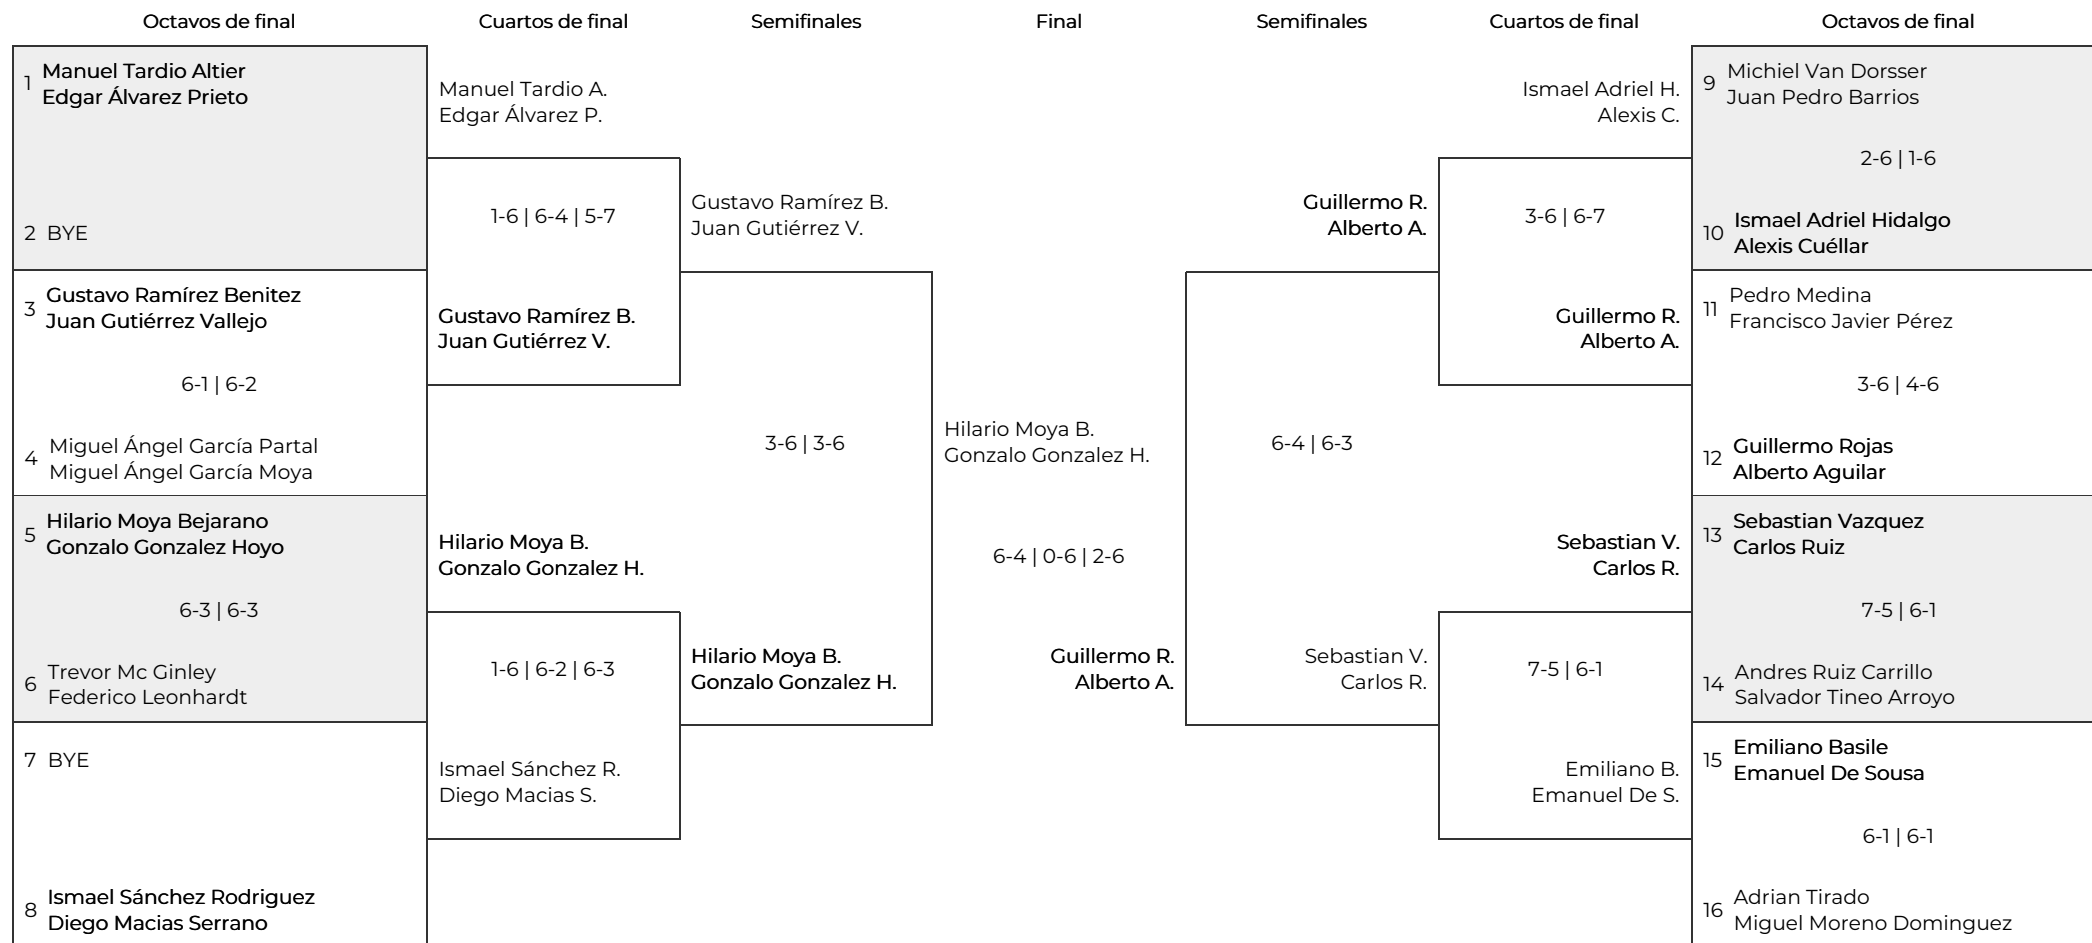 Octavos de final
Cuartos de final
Semifinales
Final
Semifinales
Cuartos de final
Octavos de final
1
Manuel Tardio Altier
Edgar Álvarez Prieto
2 BYE
3
Gustavo Ramírez Benitez
Juan Gutiérrez Vallejo
6-1 | 6-2
4
Miguel Ángel García Partal
Miguel Ángel García Moya
5
Hilario Moya Bejarano
Gonzalo Gonzalez Hoyo
6-3 | 6-3
6
Trevor Mc Ginley
Federico Leonhardt
7 BYE
8
Ismael Sánchez Rodriguez
Diego Macias Serrano
Manuel Tardio A.
Edgar Álvarez P.
1-6 | 6-4 | 5-7
Gustavo Ramírez B.
Juan Gutiérrez V.
Hilario Moya B.
Gonzalo Gonzalez H.
1-6 | 6-2 | 6-3
Ismael Sánchez R.
Diego Macias S.
Gustavo Ramírez B.
Juan Gutiérrez V.
3-6 | 3-6
Hilario Moya B.
Gonzalo Gonzalez H.
Hilario Moya B.
Gonzalo Gonzalez H.
6-4 | 0-6 | 2-6
Guillermo R.
Alberto A.
Guillermo R.
Alberto A.
6-4 | 6-3
Sebastian V.
Carlos R.
Ismael Adriel H.
Alexis C.
3-6 | 6-7
Guillermo R.
Alberto A.
Sebastian V.
Carlos R.
7-5 | 6-1
Emiliano B.
Emanuel De S.
9
Michiel Van Dorsser
Juan Pedro Barrios
2-6 | 1-6
10
Ismael Adriel Hidalgo
Alexis Cuéllar
11
Pedro Medina
Francisco Javier Pérez
3-6 | 4-6
12
Guillermo Rojas
Alberto Aguilar
13
Sebastian Vazquez
Carlos Ruiz
7-5 | 6-1
14
Andres Ruiz Carrillo
Salvador Tineo Arroyo
15
Emiliano Basile
Emanuel De Sousa
6-1 | 6-1
16
Adrian Tirado
Miguel Moreno Dominguez